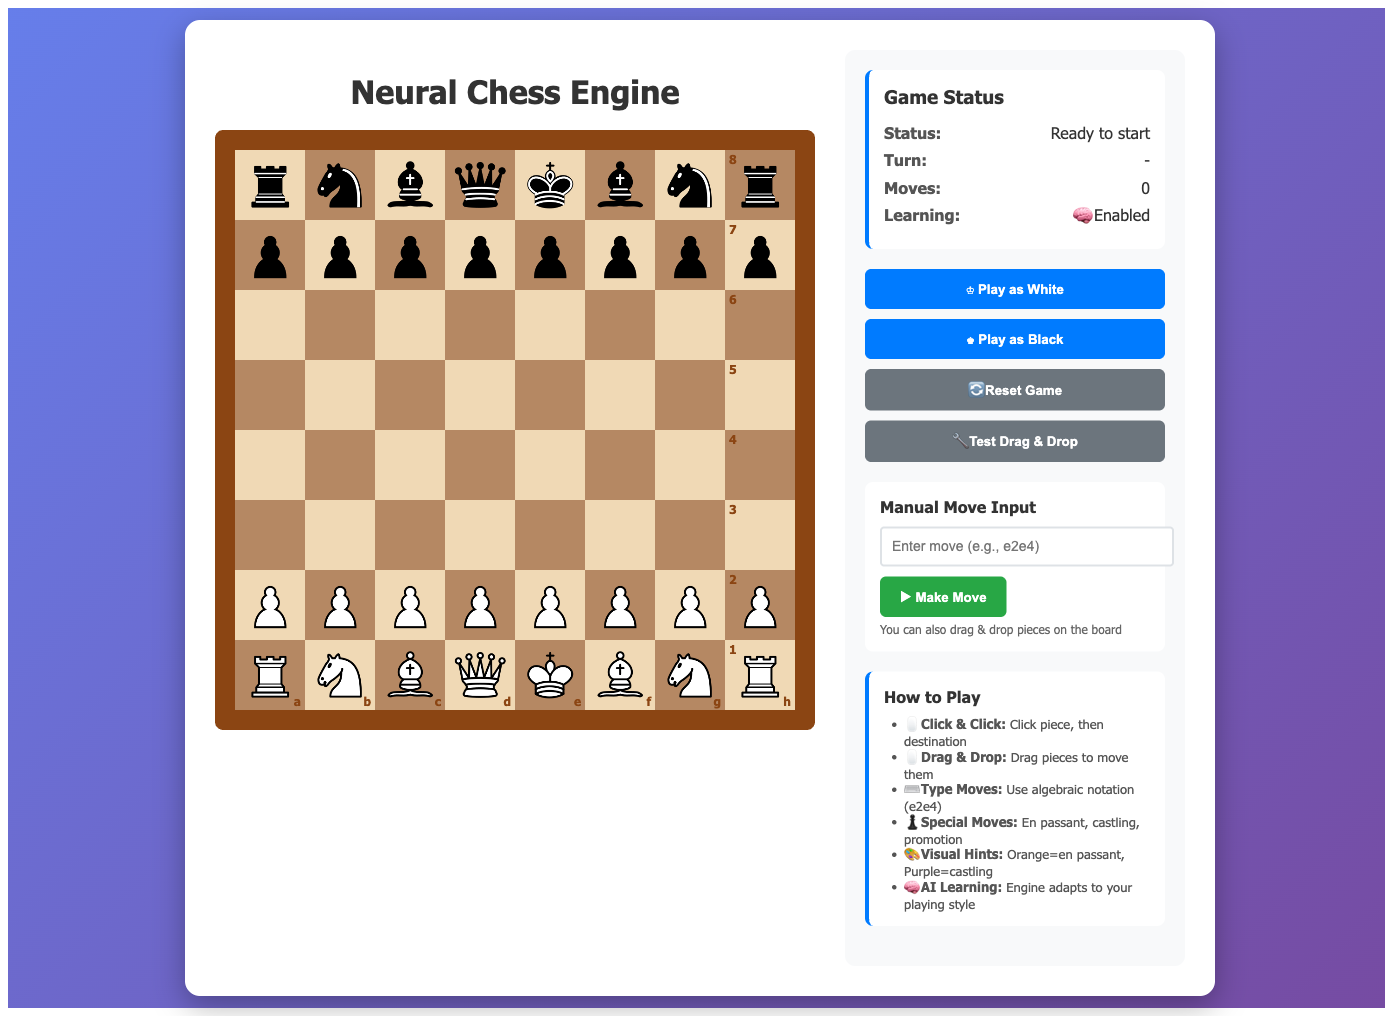 Neural Chess Engine
8
7
6
5
4
3
2
1
a b c d e f g h
Game Status
Status: Ready to start
Turn: -
Moves: 0
Learning: 🧠Enabled
♔ Play as White
♚ Play as Black
🔄Reset Game
🔧Test Drag & Drop
Manual Move Input
Enter move (e.g., e2e4)
▶ Make Move
You can also drag & drop pieces on the board
How to Play
• 🖱️Click & Click: Click piece, then
destination
• 🖱️Drag & Drop: Drag pieces to move
them
• ⌨️Type Moves: Use algebraic notation
(e2e4)
• ♟️Special Moves: En passant, castling,
promotion
• 🎨Visual Hints: Orange=en passant,
Purple=castling
• 🧠AI Learning: Engine adapts to your
playing style